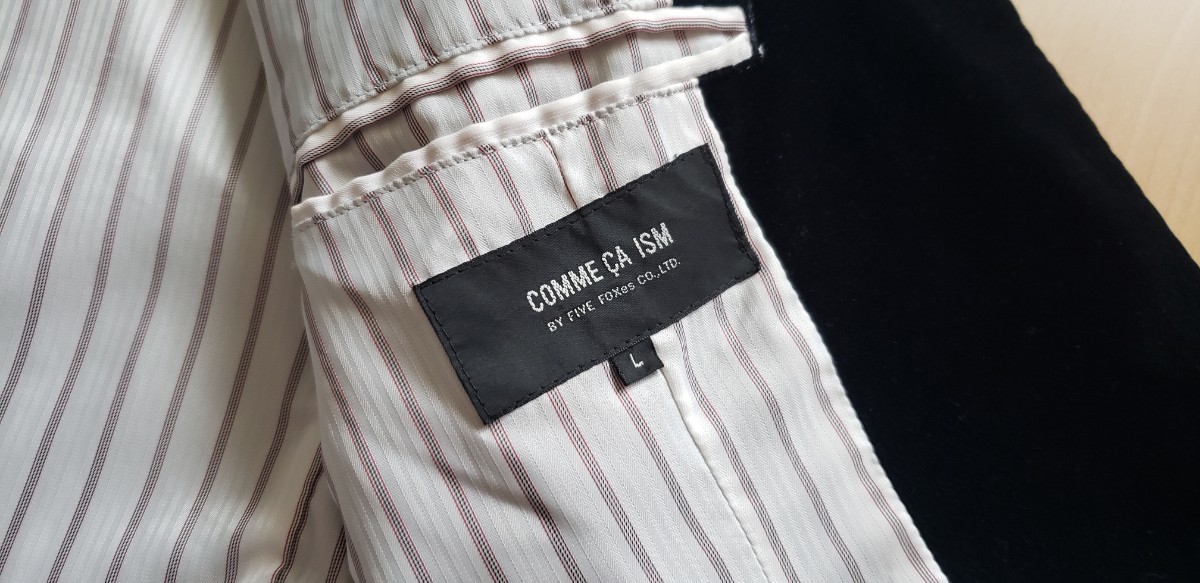 COMME ÇA ISM
BY FIVE FOXes CO.,LTD.
L